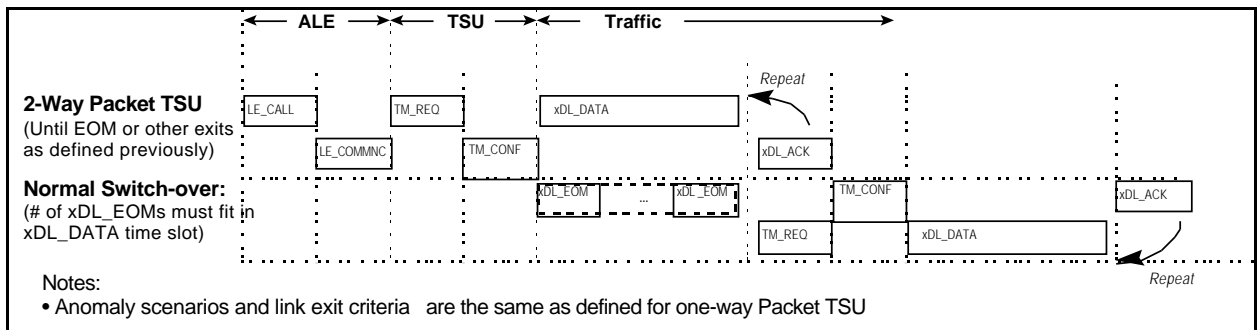 ALE TSU Traffic
Repeat
2-Way Packet TSU
(Until EOM or other exits
as defined previously)
LE_CALL TM_REQ xDL_DATA
LE_COMMNC TM_CONF xDL_ACK
Normal Switch-over:
(# of xDL_EOMs must fit in
xDL_DATA time slot)
xDL_EOM ... xDL_EOM TM_CONF xDL_ACK
TM_REQ xDL_DATA
Repeat
Notes:
• Anomaly scenarios and link exit criteria are the same as defined for one-way Packet TSU